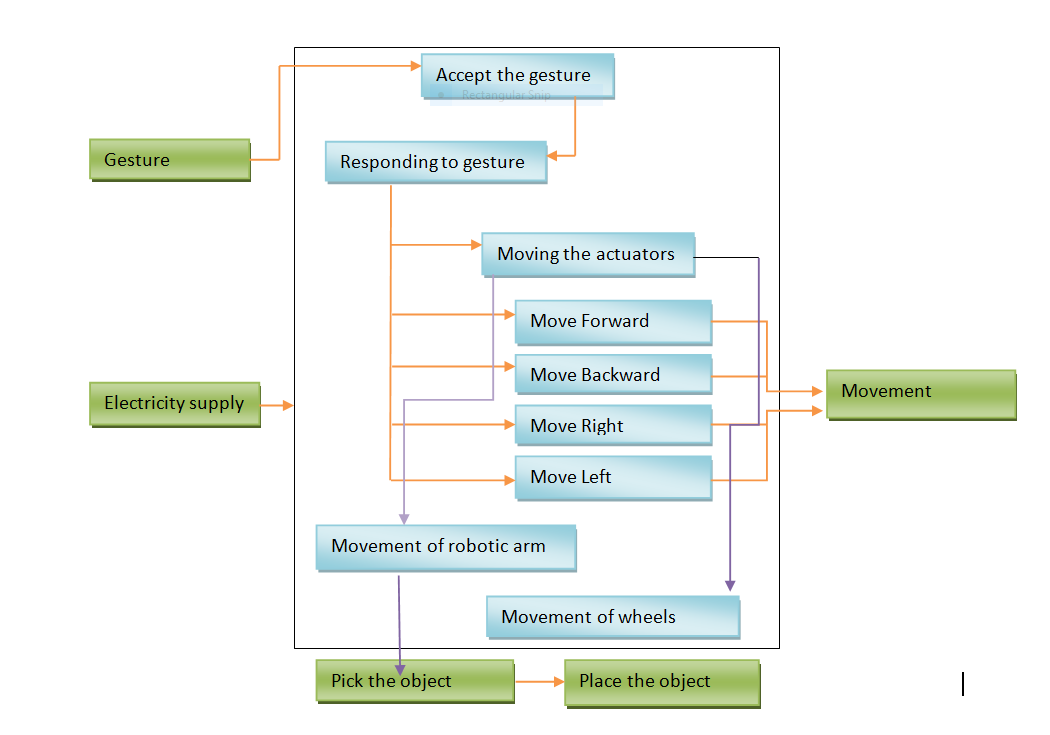 Accept the gesture
Rectangular Snip
Gesture
Responding to gesture
Moving the actuators
Move Forward
Move Backward
Electricity supply
Movement
Move Right
Move Left
Movement of robotic arm
Movement of wheels
Pick the object
Place the object